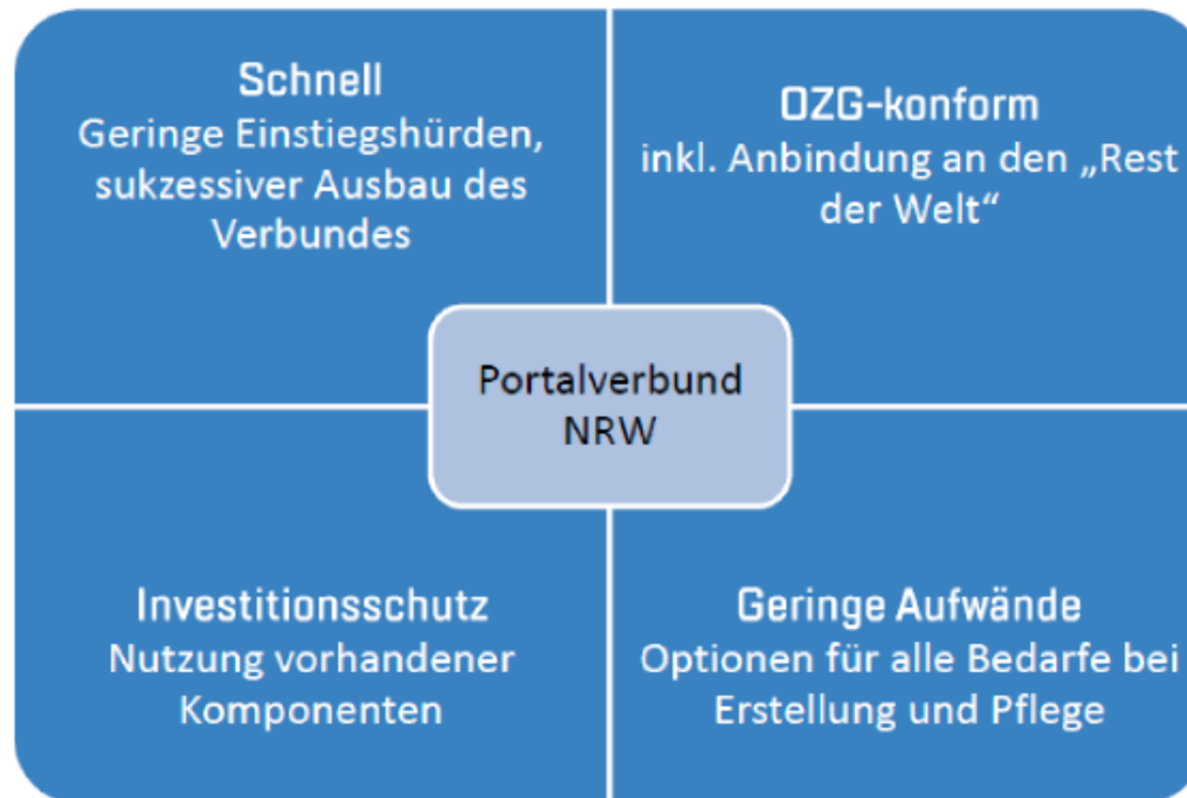 Schnell
Geringe Einstiegshürden,
sukzessiver Ausbau des
Verbundes
OZG-konform
inkl. Anbindung an den „Rest
der Welt“
Portalverbund
NRW
Investitionsschutz
Nutzung vorhandener
Komponenten
Geringe Aufwände
Optionen für alle Bedarfe bei
Erstellung und Pflege